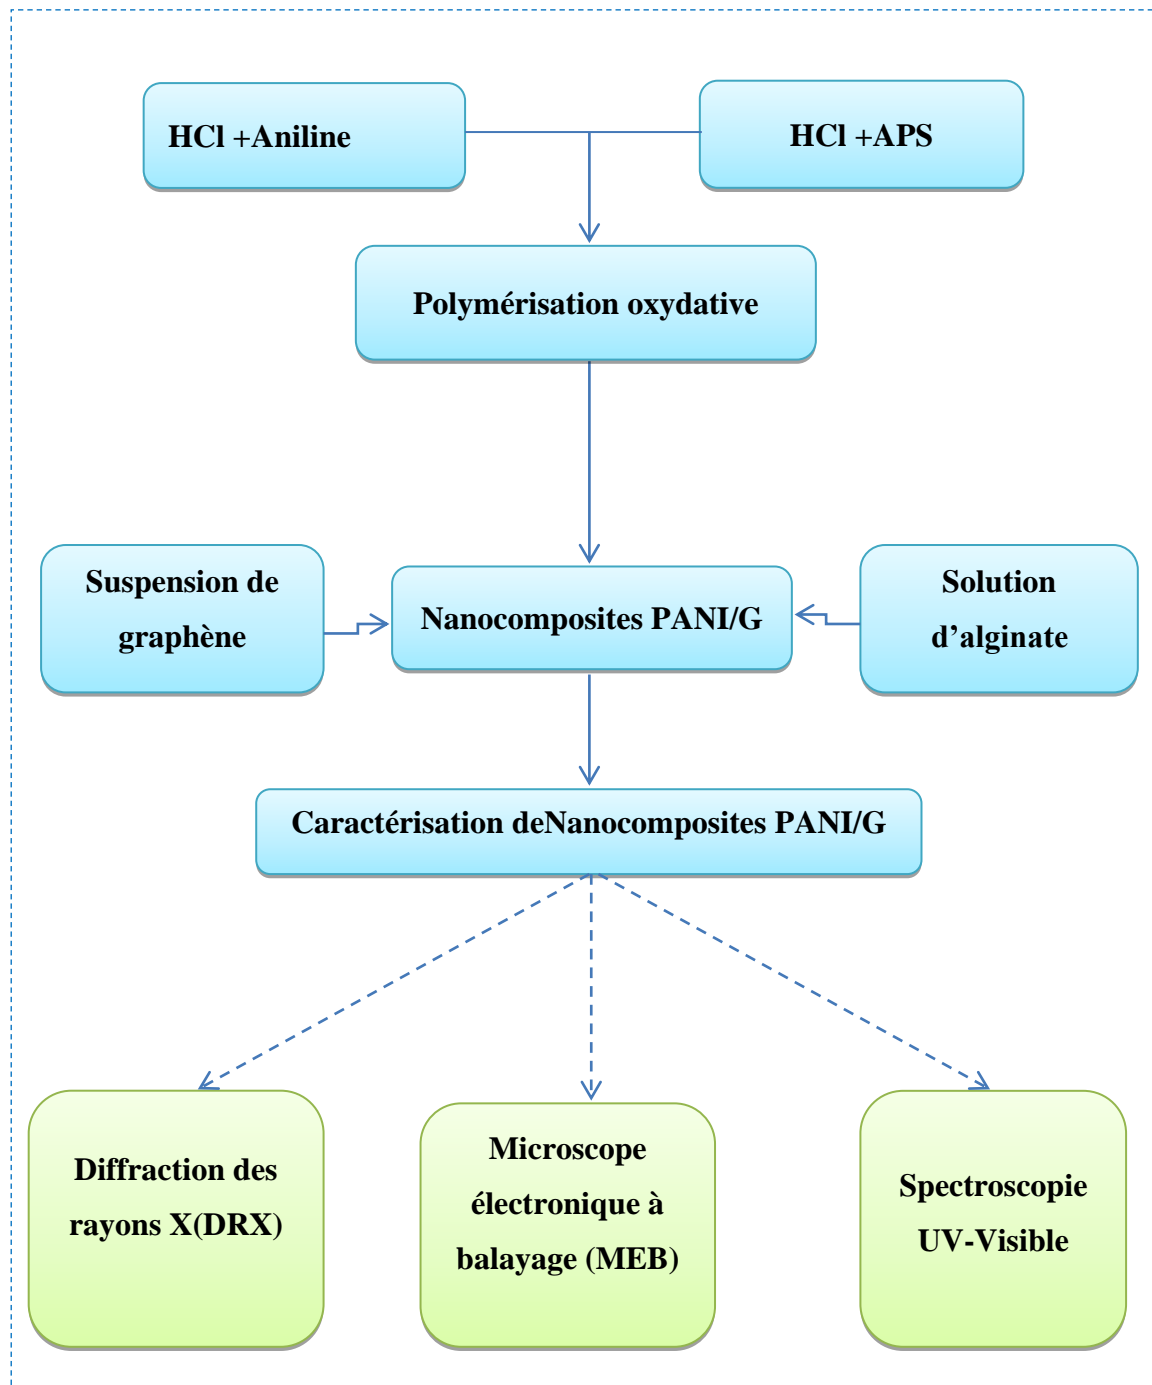 HCl +Aniline
HCl +APS
Polymérisation oxydative
Suspension de
graphène
Nanocomposites PANI/G
Solution
d’alginate
Caractérisation deNanocomposites PANI/G
Diffraction des
rayons X(DRX)
Microscope
électronique à
balayage (MEB)
Spectroscopie
UV-Visible